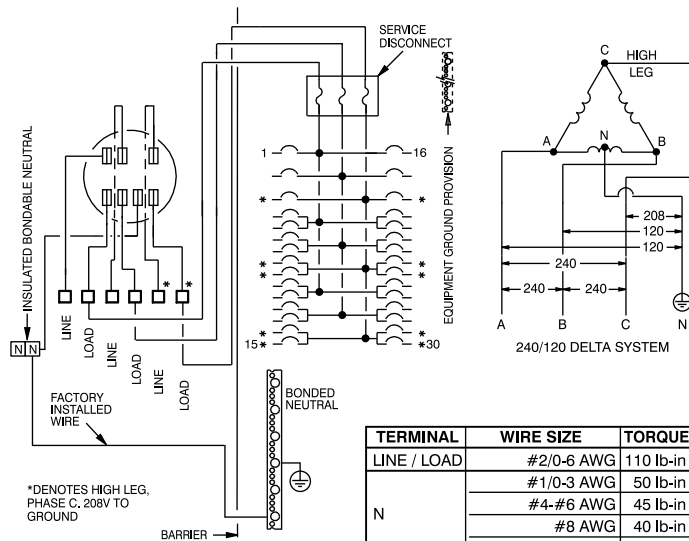 SERVICE
DISCONNECT
C
HIGH
LEG
N
A
B
INSULATED BONDABLE NEUTRAL
1
16
*
*
*
*
*
*
*
*
*
*
15*
*30
EQUIPMENT GROUND PROVISION
208
120
120
240
240
240
A
B
C
N
240/120 DELTA SYSTEM
*
*
LINE
LOAD
LINE
LOAD
LINE
LOAD
N N
FACTORY
INSTALLED
WIRE
BONDED
NEUTRAL
*DENOTES HIGH LEG,
PHASE C. 208V TO
GROUND
BARRIER
TERMINAL WIRE SIZE TORQUE
LINE / LOAD #2/0-6 AWG 110 lb-in
N #1/0-3 AWG 50 lb-in
#4-#6 AWG 45 lb-in
#8 AWG 40 lb-in